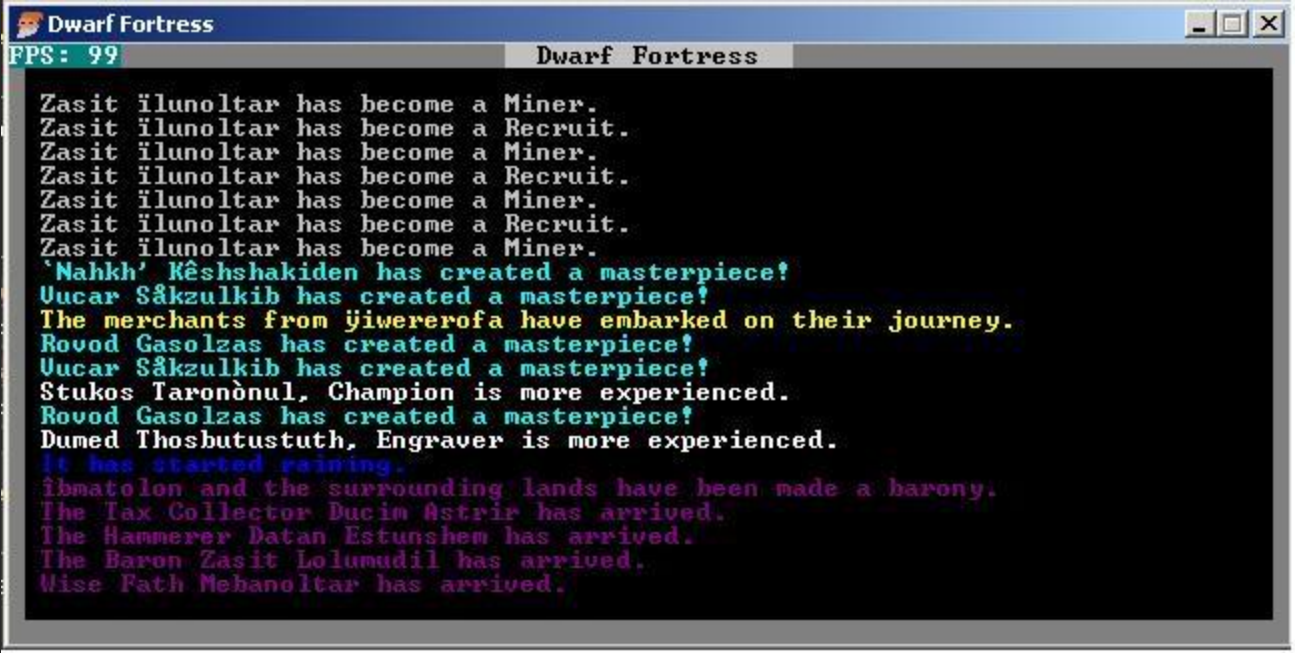 Dwarf Fortress
FPS: 99
Dwarf Fortress
Zasit ïlunoltar has become a Miner.
Zasit ïlunoltar has become a Recruit.
Zasit ïlunoltar has become a Miner.
Zasit ïlunoltar has become a Recruit.
Zasit ïlunoltar has become a Miner.
Zasit ïlunoltar has become a Recruit.
Zasit ïlunoltar has become a Miner.
`Nahkh' Kêshshakiden has created a masterpiece!
Vucar Såkzulkib has created a masterpiece!
The merchants from ÿiwererofa have embarked on their journey.
Rovod Gasolzas has created a masterpiece!
Vucar Såkzulkib has created a masterpiece!
Stukos Taronònul, Champion is more experienced.
Rovod Gasolzas has created a masterpiece!
Dumed Thosbutustuth, Engraver is more experienced.
It has started raining.
îbmatolon and the surrounding lands have been made a barony.
The Tax Collector Ducim Astrir has arrived.
The Hammerer Datan Estunshem has arrived.
The Baron Zasit Lolumudil has arrived.
Wise Fath Mebanoltar has arrived.